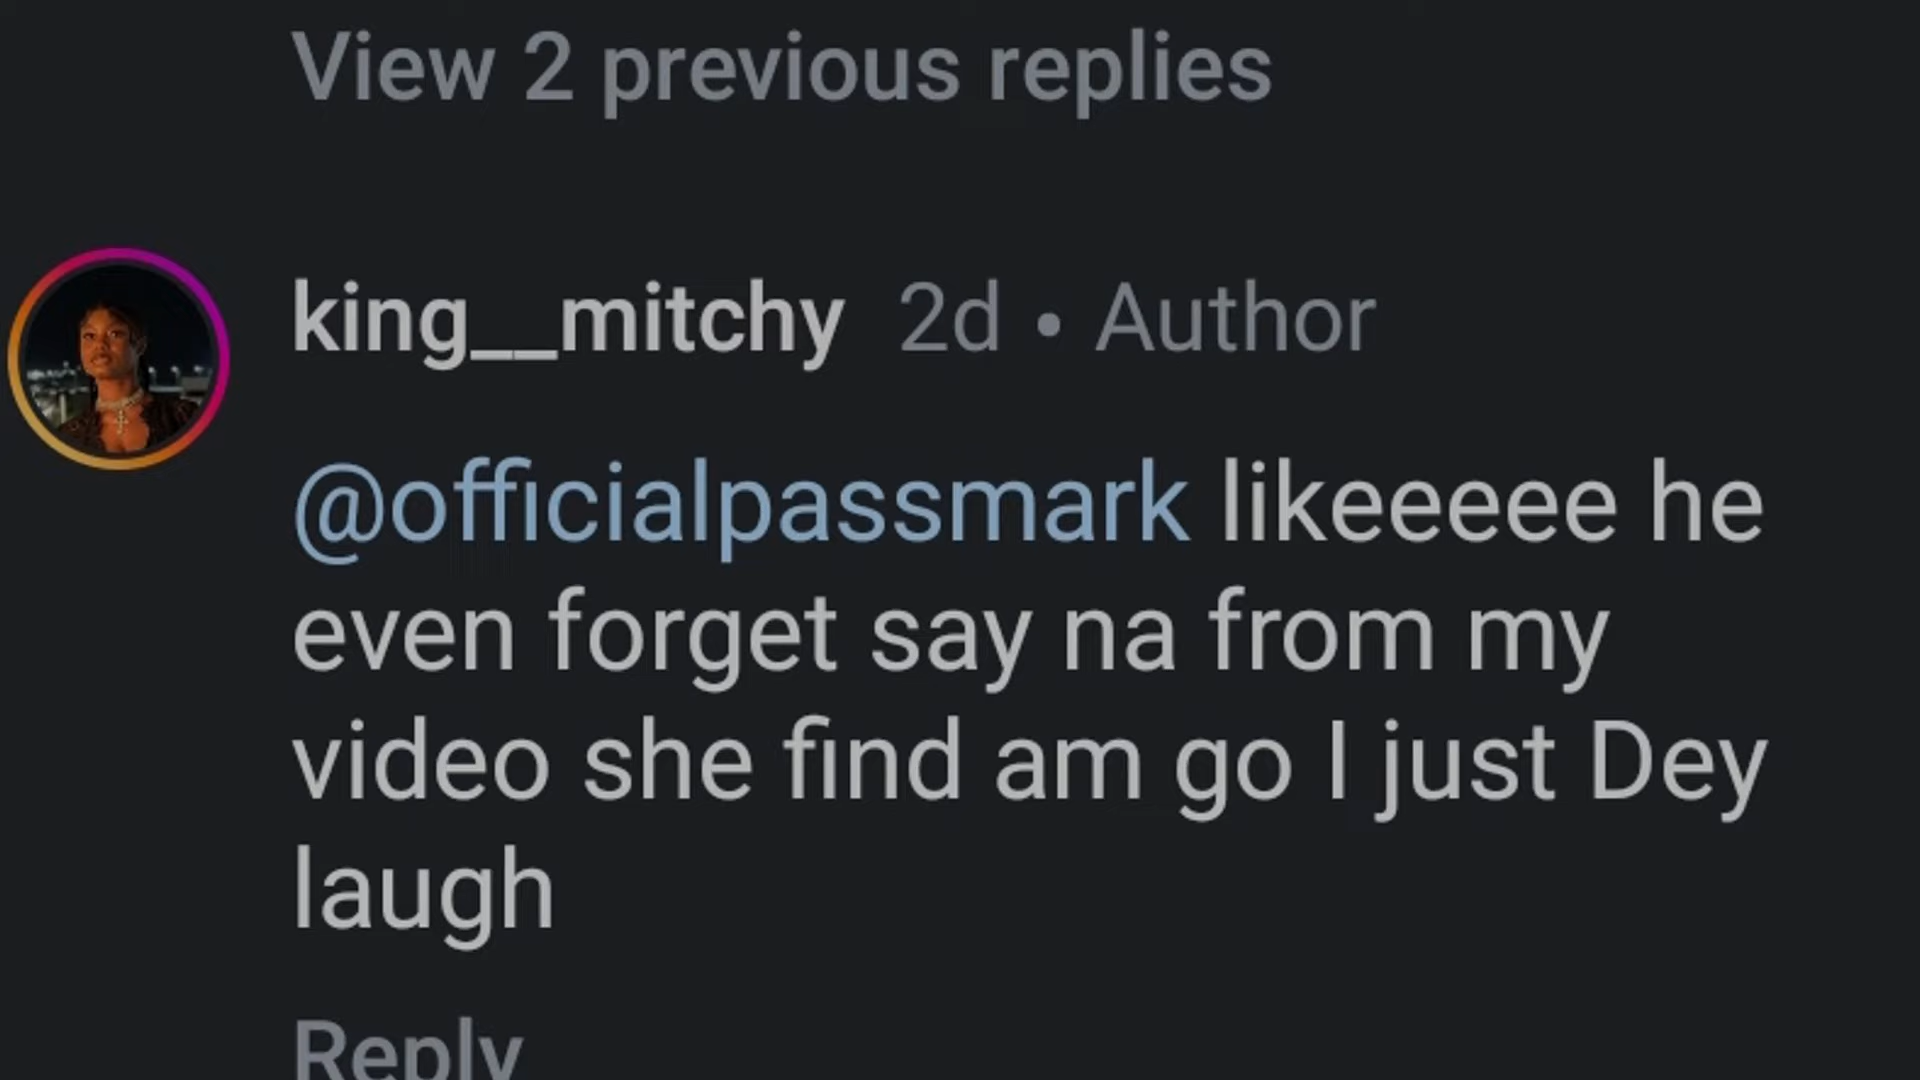 View 2 previous replies
king__mitchy 2d • Author
@officialpassmark likeeeee he
even forget say na from my
video she find am go I just Dey
laugh
Reply